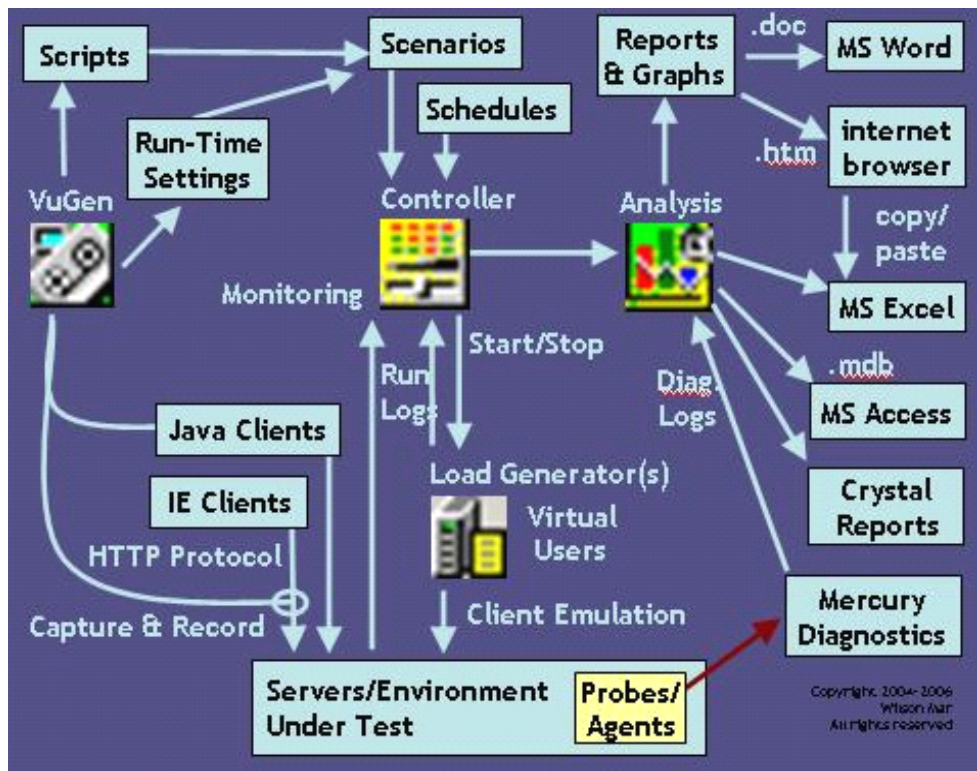 Scripts
Scenarios
Reports
& Graphs
.doc
MS Word
Schedules
Run-Time
Settings
.htm
internet
browser
VuGen
Controller
Analysis
copy/
paste
Monitoring
MS Excel
Start/Stop
Run
Logs
Diag.
Logs
.mdb
MS Access
Java Clients
Load Generator(s)
Crystal
Reports
IE Clients
Virtual
Users
HTTP Protocol
Capture & Record
Client Emulation
Mercury
Diagnostics
Servers/Environment
Under Test
Probes/
Agents
Copyright 2004-2006
Wilson Mar
All rights reserved